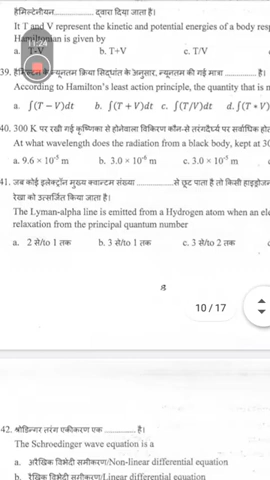 हैमिल्टेनीयन..............द्वारा दिया जाता है।
It T and V represent the kinetic and potential energies of a body resp
Hamiltonian is given by
a. T-V b. T+V c. T/V
11:24
39. हैमिल्टन के न्यूनतम क्रिया सिद्धांत के अनुसार, न्यूनतम की गई मात्रा ............ है।
According to Hamilton's least action principle, the quantity that is m
a. ∫(T − V)dt b. ∫(T + V)dt c. ∫(T/V)dt d. ∫(T * V)
40. 300 K पर रखी गई कृष्णिका से होनेवाला विकिरण कौन-से तरंगदैर्ध्य पर सर्वाधिक होत
At what wavelength does the radiation from a black body, kept at 30
a. 9.6 × 10⁻⁵ m b. 3.0 × 10⁻⁶ m c. 3.0 × 10⁻⁵ m
41. जब कोई इलेक्ट्रॉन मुख्य क्वान्टम संख्या ..............से छूट पाता है तो किसी हाइड्रोजन
रेखा को उत्सर्जित किया जाता है।
The Lyman-alpha line is emitted from a Hydrogen atom when an ele
relaxation from the principal quantum number
a. 2 से/to 1 तक b. 3 से/to 1 तक c. 3 से/to 2 तक
8
10 / 17
42. श्रोडिन्गर तरंग एकीकरण एक ............ है।
The Schroedinger wave equation is a
a. अरैखिक विभेदी समीकरण/Non-linear differential equation
b. रैखिक विभेदी समीकरण/Linear differential equation